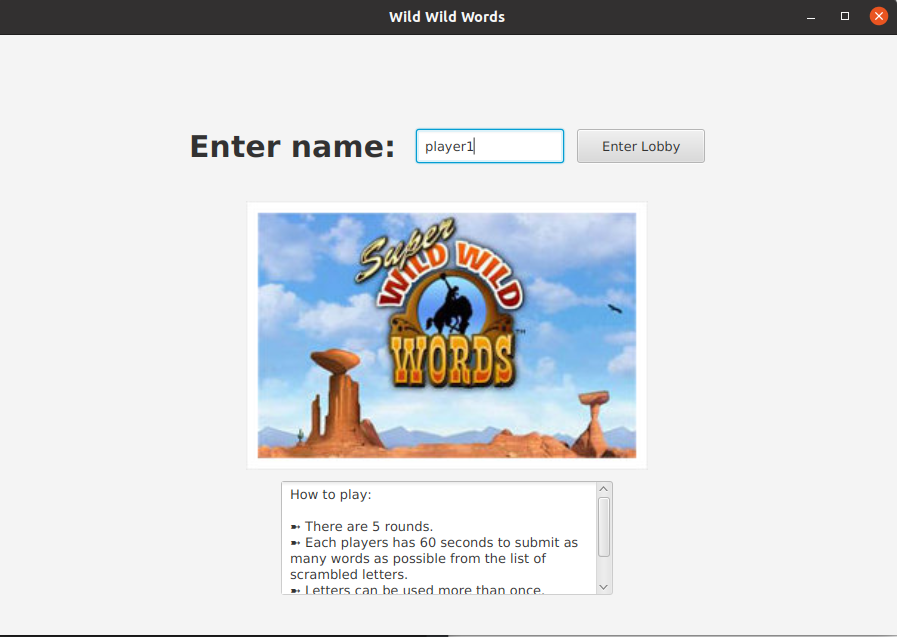 Wild Wild Words
Enter name:
player1
Enter Lobby
Super
WILD WILD
WORDS™
How to play:
➼ There are 5 rounds.
➼ Each players has 60 seconds to submit as
many words as possible from the list of
scrambled letters.
➼ Letters can be used more than once.